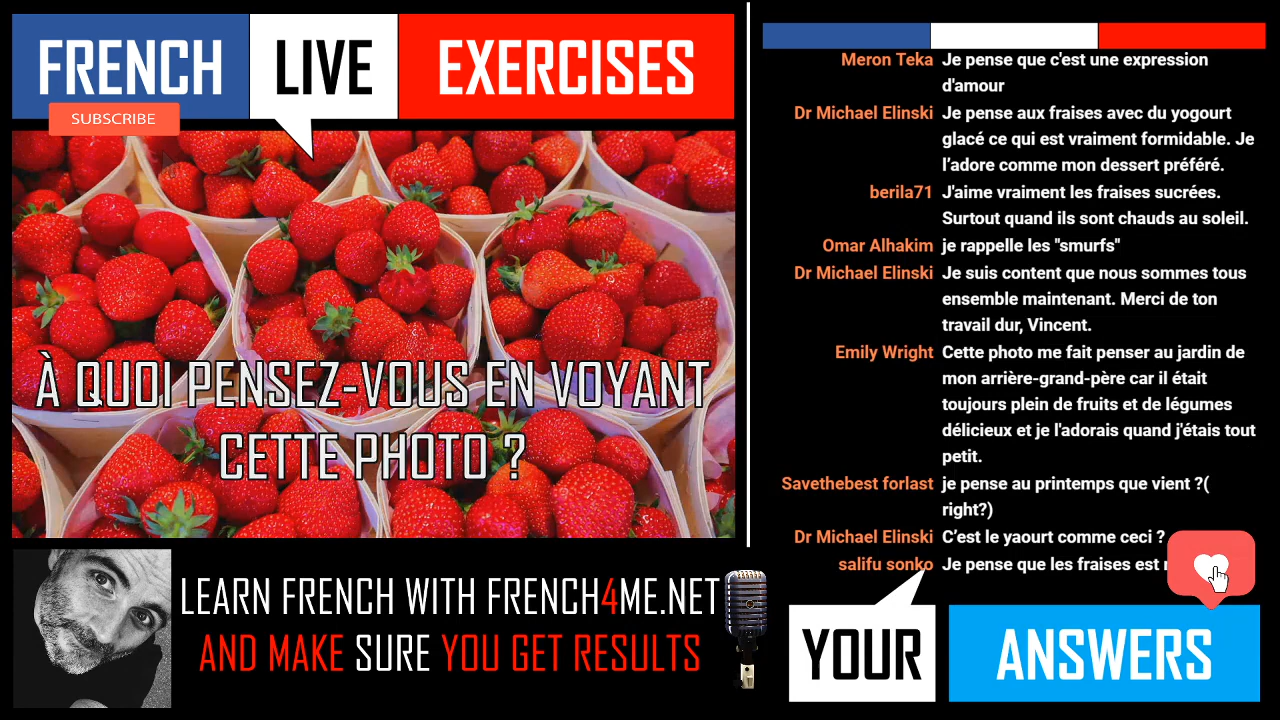 FRENCH LIVE EXERCISES
SUBSCRIBE
À QUOI PENSEZ-VOUS EN VOYANT
CETTE PHOTO ?
LEARN FRENCH WITH FRENCH4ME.NET
AND MAKE SURE YOU GET RESULTS
Meron Teka Je pense que c'est une expression
d'amour
Dr Michael Elinski Je pense aux fraises avec du yogourt
glacé ce qui est vraiment formidable. Je
l’adore comme mon dessert préféré.
berila71 J'aime vraiment les fraises sucrées.
Surtout quand ils sont chauds au soleil.
Omar Alhakim je rappelle les "smurfs"
Dr Michael Elinski Je suis content que nous sommes tous
ensemble maintenant. Merci de ton
travail dur, Vincent.
Emily Wright Cette photo me fait penser au jardin de
mon arrière-grand-père car il était
toujours plein de fruits et de légumes
délicieux et je l'adorais quand j'étais tout
petit.
Savethebest forlast je pense au printemps que vient ?(
right?)
Dr Michael Elinski C’est le yaourt comme ceci ?
salifu sonko Je pense que les fraises est
YOUR ANSWERS